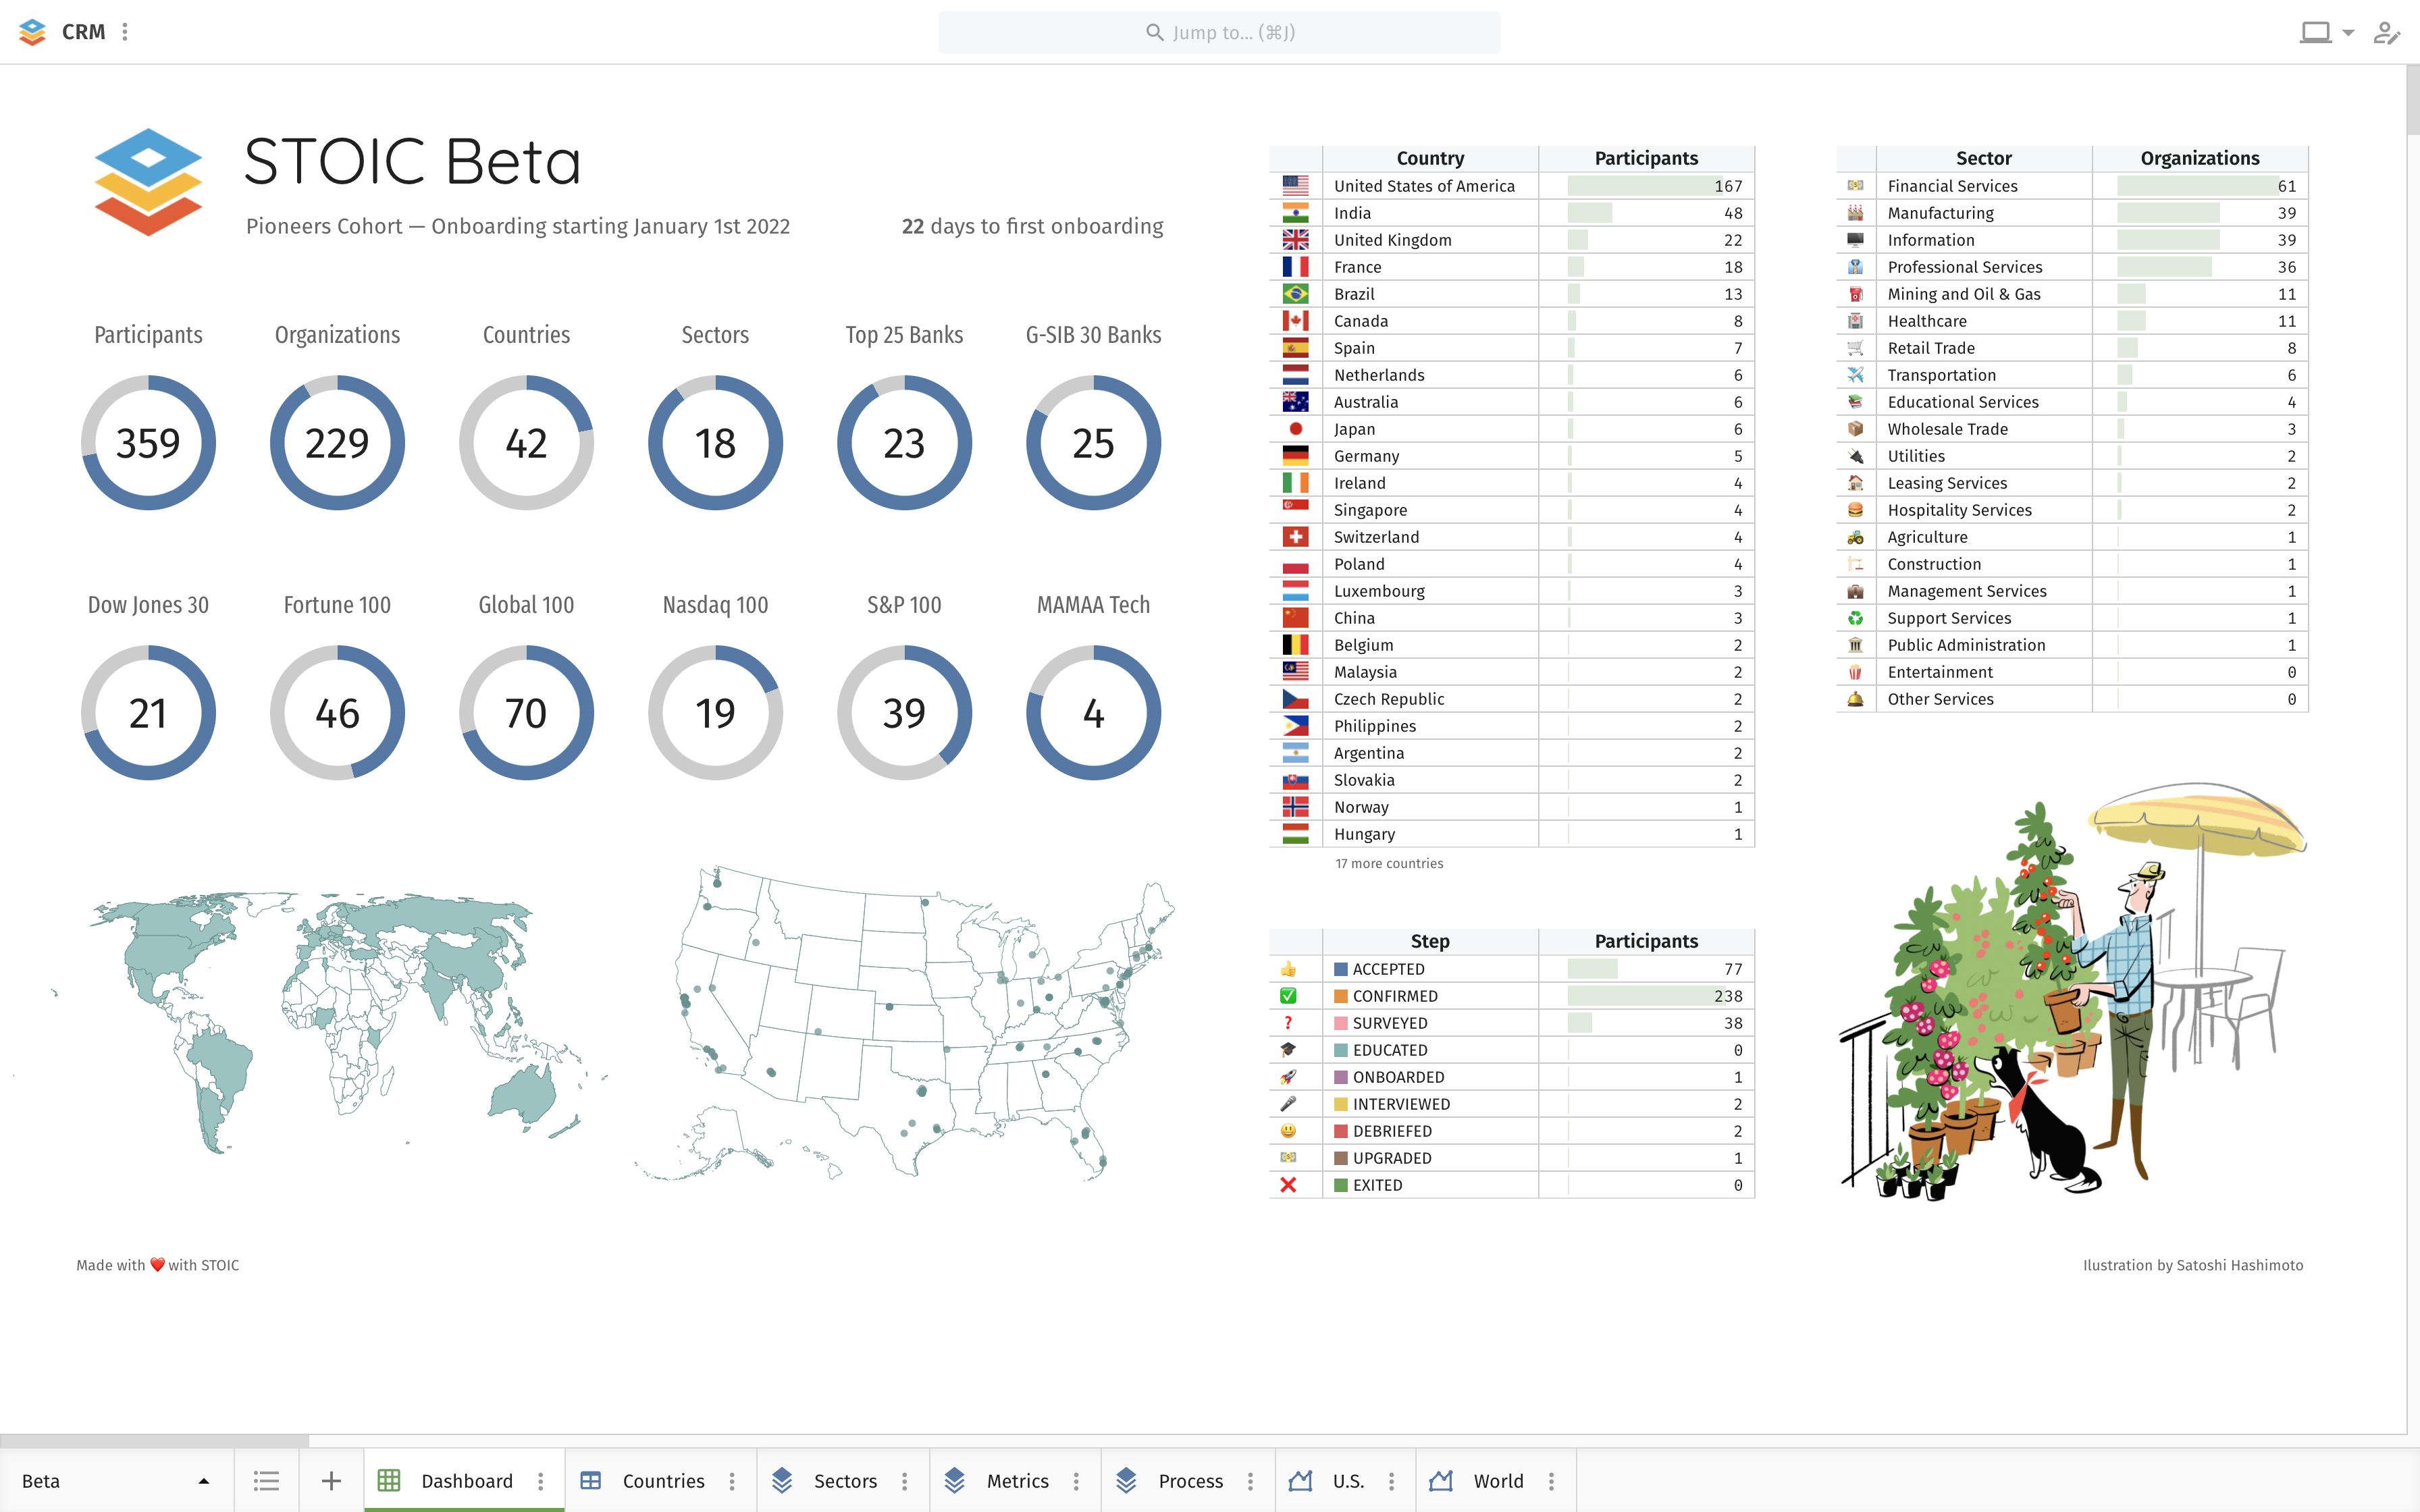 CRM
Jump to... (⌘J)
STOIC Beta
Pioneers Cohort — Onboarding starting January 1st 2022
22 days to first onboarding
Participants Organizations Countries Sectors Top 25 Banks G-SIB 30 Banks
359 229 42 18 23 25
Dow Jones 30 Fortune 100 Global 100 Nasdaq 100 S&P 100 MAMAA Tech
21 46 70 19 39 4
Made with ❤️ with STOIC
Country Participants
United States of America 167
India 48
United Kingdom 22
France 18
Brazil 13
Canada 8
Spain 7
Netherlands 6
Australia 6
Japan 6
Germany 5
Ireland 4
Singapore 4
Switzerland 4
Poland 4
Luxembourg 3
China 3
Belgium 2
Malaysia 2
Czech Republic 2
Philippines 2
Argentina 2
Slovakia 2
Norway 1
Hungary 1
17 more countries
Step Participants
ACCEPTED 77
CONFIRMED 238
SURVEYED 38
EDUCATED 0
ONBOARDED 1
INTERVIEWED 2
DEBRIEFED 2
UPGRADED 1
EXITED 0
Sector Organizations
Financial Services 61
Manufacturing 39
Information 39
Professional Services 36
Mining and Oil & Gas 11
Healthcare 11
Retail Trade 8
Transportation 6
Educational Services 4
Wholesale Trade 3
Utilities 2
Leasing Services 2
Hospitality Services 2
Agriculture 1
Construction 1
Management Services 1
Support Services 1
Public Administration 1
Entertainment 0
Other Services 0
Ilustration by Satoshi Hashimoto
Beta Dashboard Countries Sectors Metrics Process U.S. World